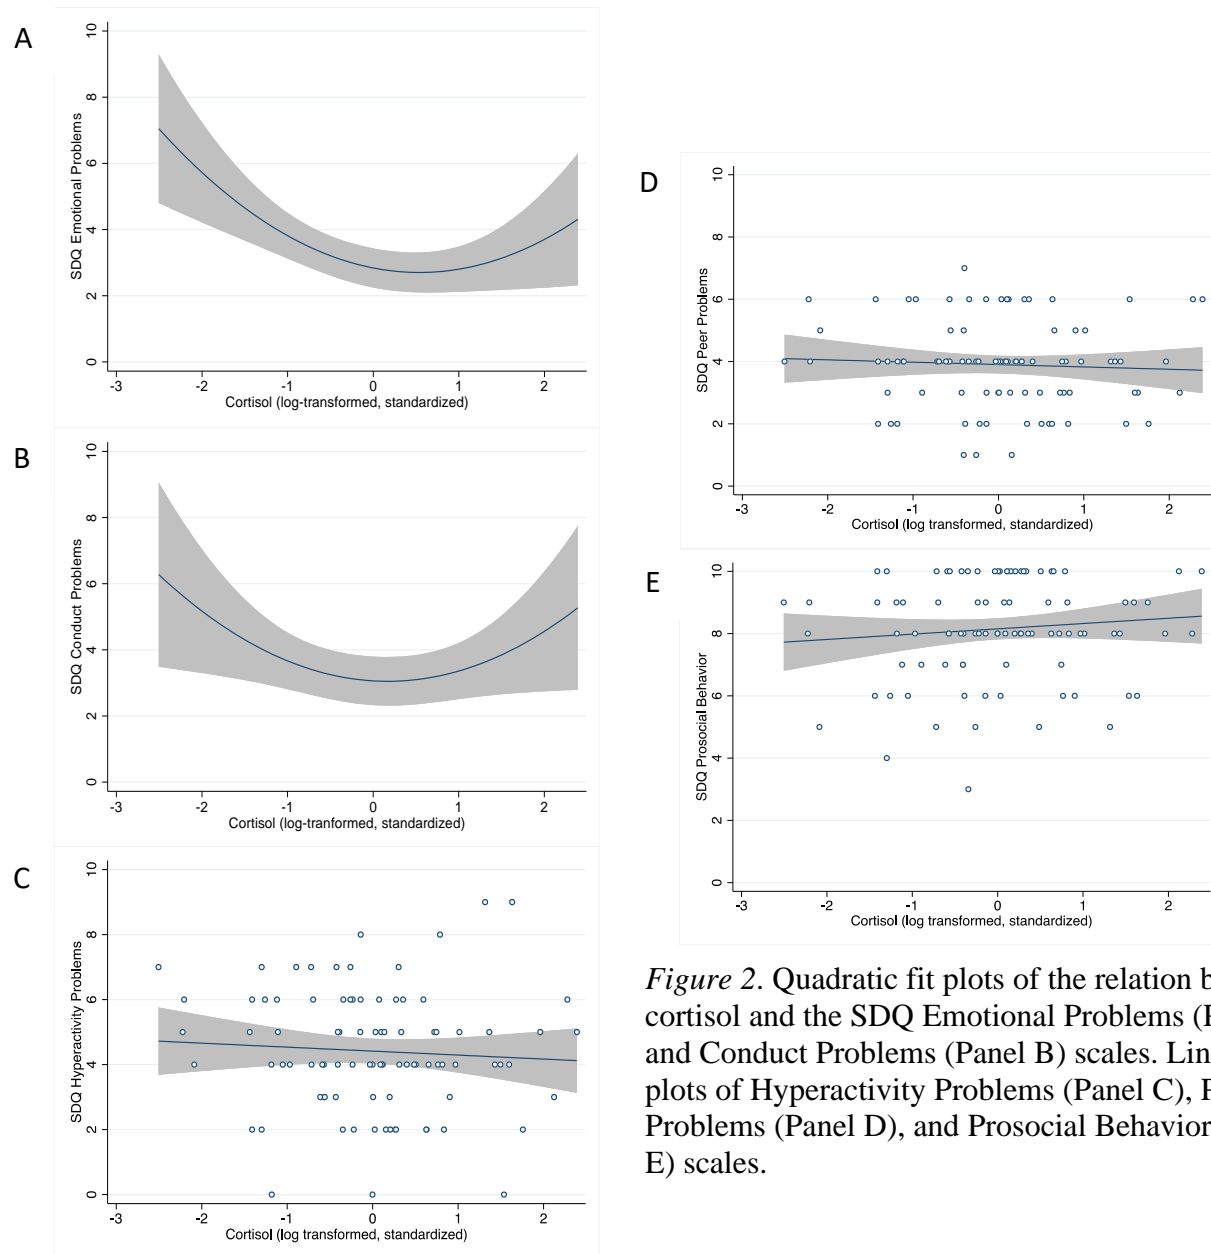 A
SDQ Emotional Problems
0
2
4
6
8
10
-3
-2
-1
0
1
2
Cortisol (log-transformed, standardized)
B
SDQ Conduct Problems
0
2
4
6
8
10
-3
-2
-1
0
1
2
Cortisol (log-tranformed, standardized)
C
SDQ Hyperactivity Problems
0
2
4
6
8
10
-3
-2
-1
0
1
2
Cortisol (log transformed, standardized)
D
SDQ Peer Problems
0
2
4
6
8
10
-3
-2
-1
0
1
2
Cortisol (log transformed, standardized)
E
SDQ Prosocial Behavior
0
2
4
6
8
10
-3
-2
-1
0
1
2
Cortisol (log transformed, standardized)
Figure 2. Quadratic fit plots of the relation
cortisol and the SDQ Emotional Problems
and Conduct Problems (Panel B) scales.
plots of Hyperactivity Problems (Panel C),
Problems (Panel D), and Prosocial Behavior
E) scales.